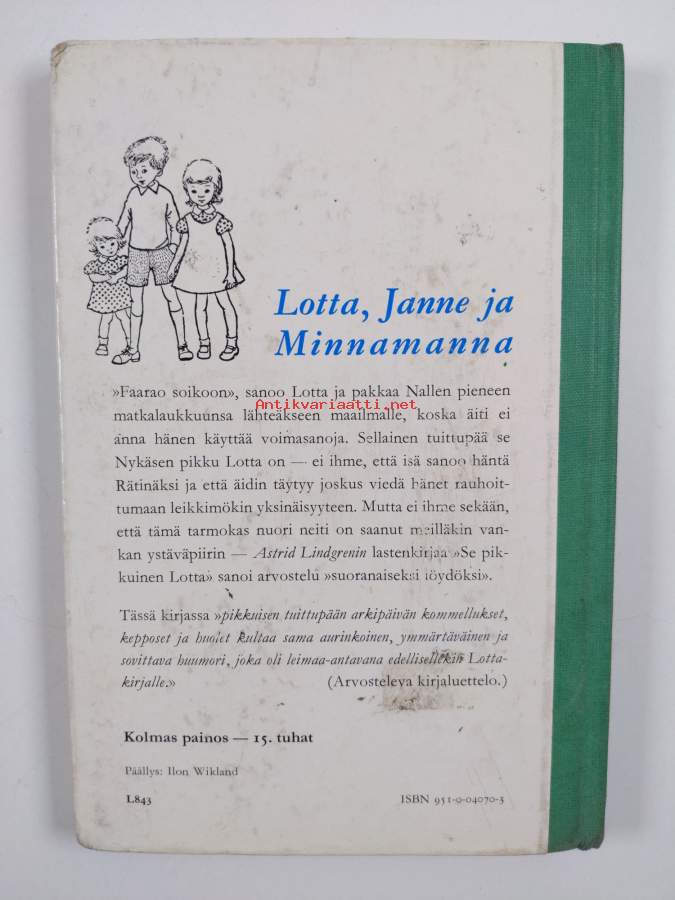 Lotta, Janne ja
Minnamanna
»Faarao soikoon», sanoo Lotta ja pakkaa Nallen pieneen
Antikvariaatti.net
matkalaukkuunsa lähteäkseen maailmalle, koska äiti ei
anna hänen käyttää voimasanoja. Sellainen tuittupää se
Nykäsen pikku Lotta on — ei ihme, että isä sanoo häntä
Rätinäksi ja että äidin täytyy joskus viedä hänet rauhoit-
tumaan leikkimökin yksinäisyyteen. Mutta ei ihme sekään,
että tämä tarmokas nuori neiti on saanut meilläkin van-
kan ystäväpiirin — Astrid Lindgrenin lastenkirjaa »Se pik-
kuinen Lotta» sanoi arvostelu »suoranaiseksi löydöksi».
Tässä kirjassa »pikkuisen tuittupään arkipäivän kommellukset,
kepposet ja huolet kultaa sama aurinkoinen, ymmärtäväinen ja
sovittava huumori, joka oli leimaa-antavana edellisellekin Lotta-
kirjalle.» (Arvosteleva kirjaluettelo.)
Kolmas painos — 15. tuhat
Päällys: Ilon Wikland
L843 ISBN 951-0-04070-3